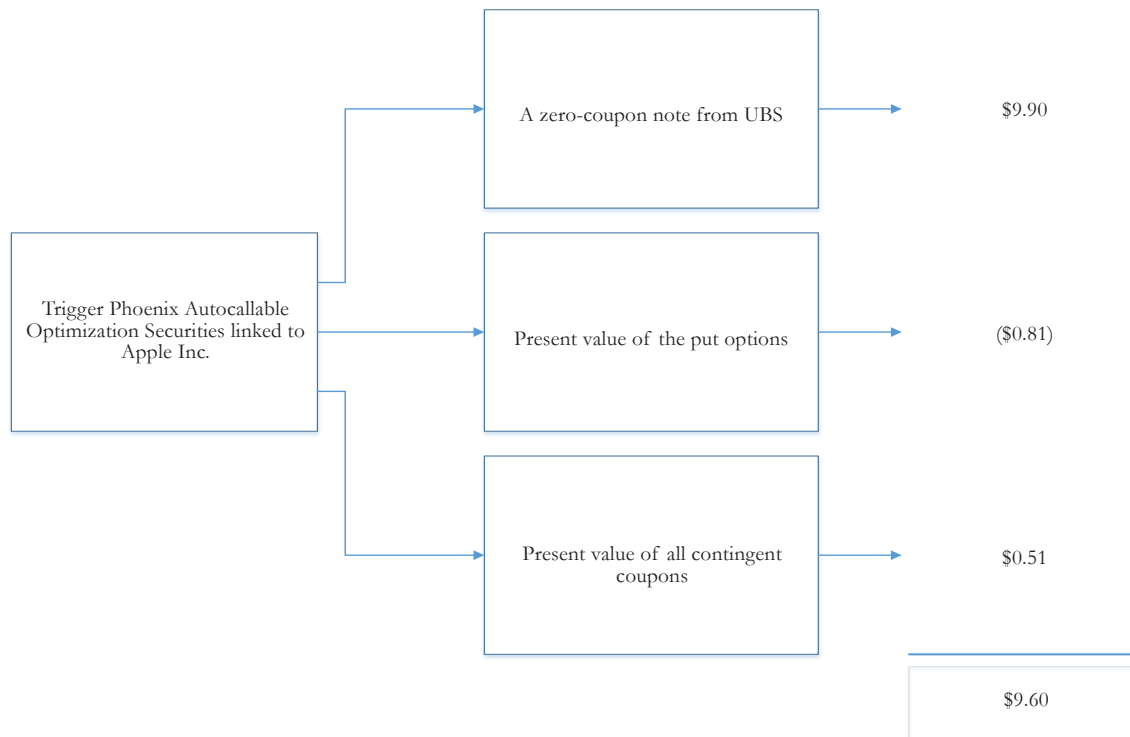 A zero-coupon note from UBS
$9.90
Trigger Phoenix Autocallable
Optimization Securities linked to
Apple Inc.
Present value of the put options
($0.81)
Present value of all contingent
coupons
$0.51
$9.60